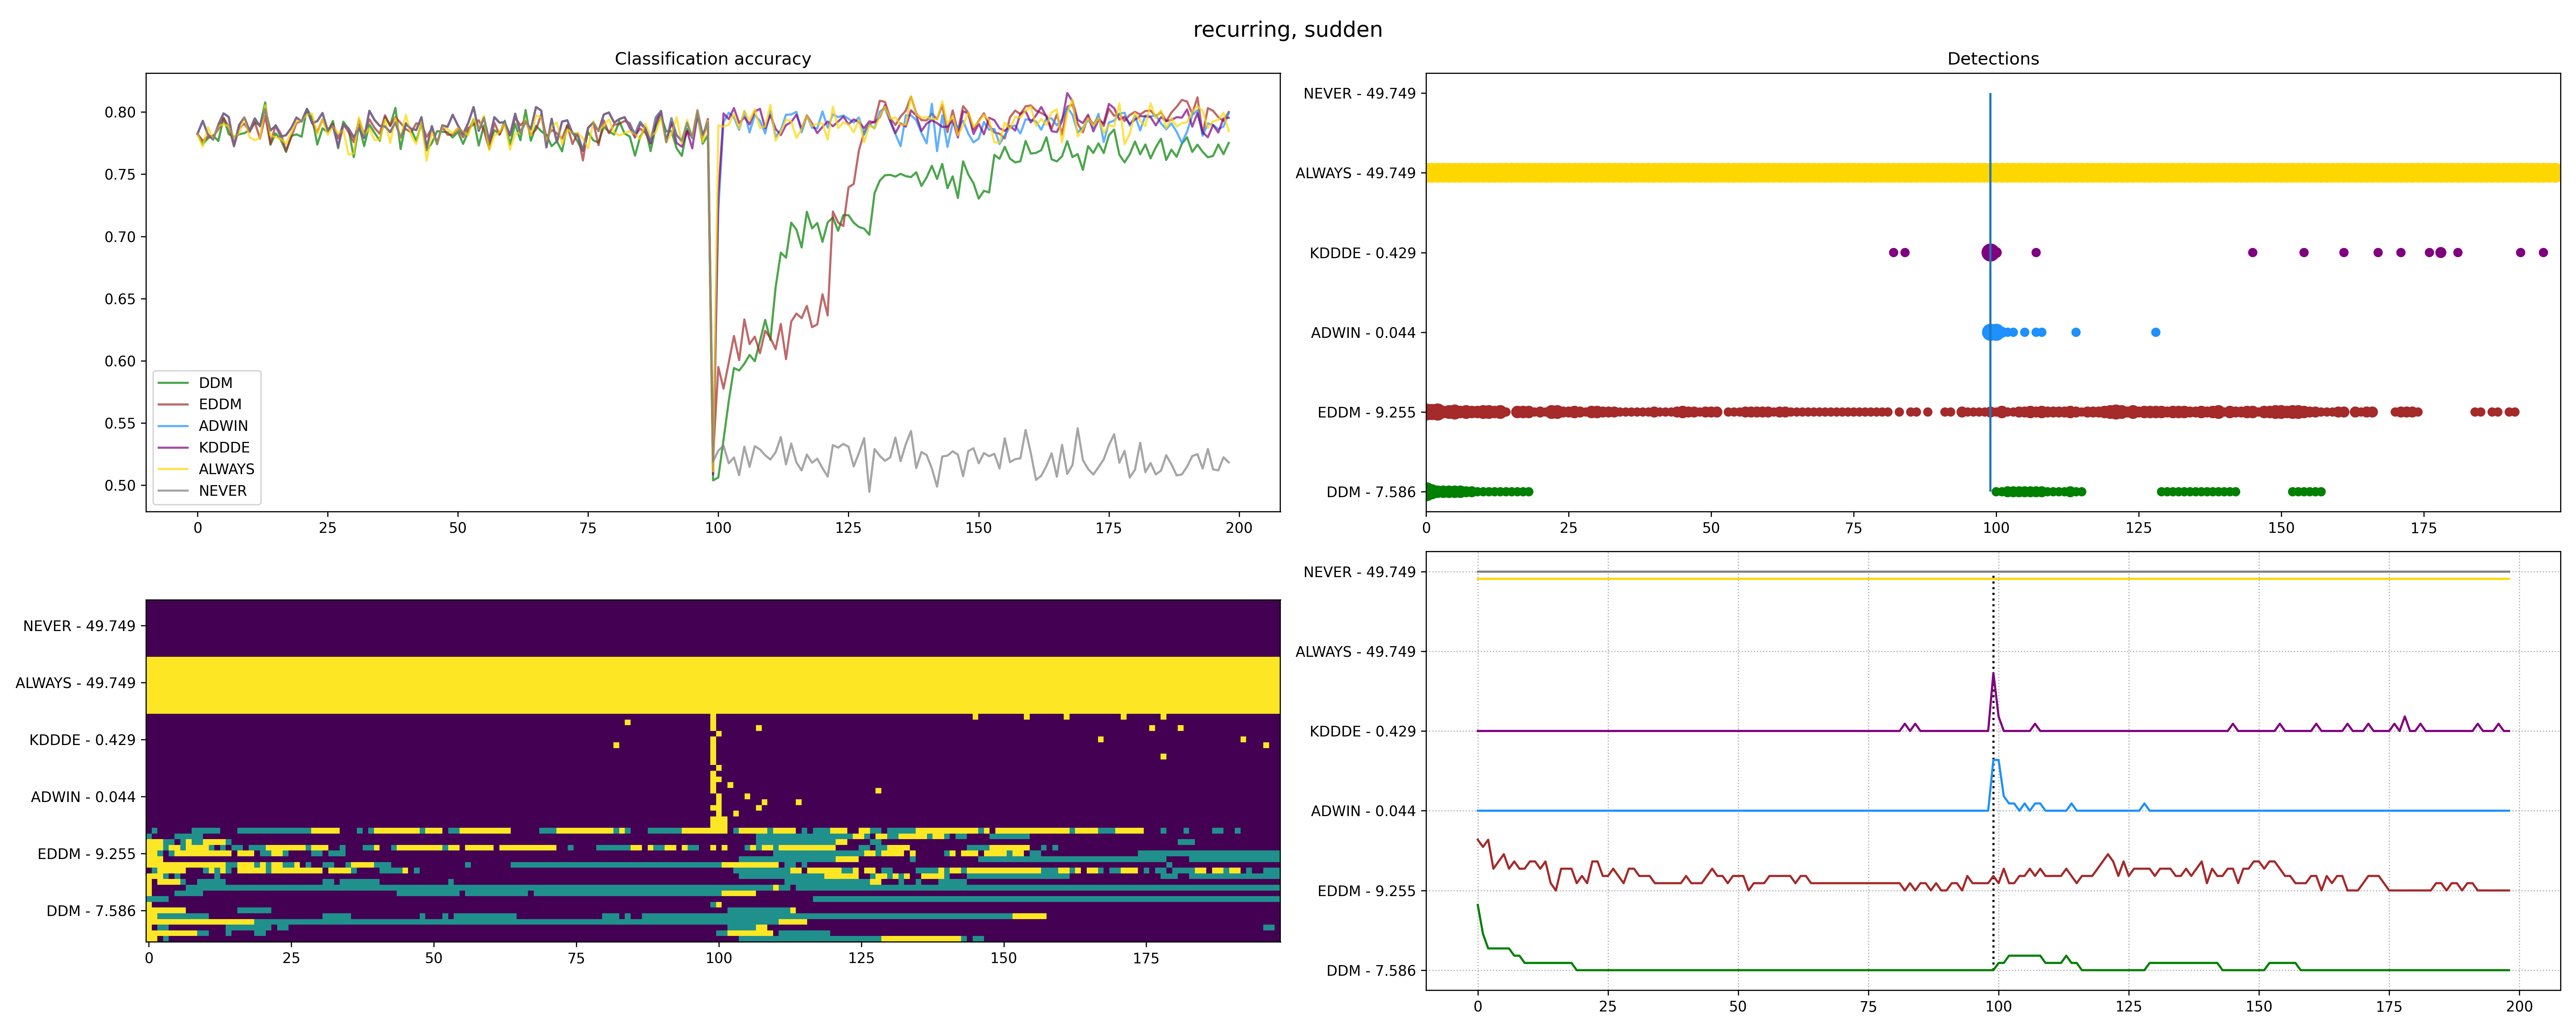 recurring, sudden
Classification accuracy
0.80
0.75
0.70
0.65
0.60
0.55
0.50
DDM
EDDM
ADWIN
KDDDE
ALWAYS
NEVER
0 25 50 75 100 125 150 175 200
Detections
NEVER - 49.749
ALWAYS - 49.749
KDDDE - 0.429
ADWIN - 0.044
EDDM - 9.255
DDM - 7.586
0 25 50 75 100 125 150 175
NEVER - 49.749
ALWAYS - 49.749
KDDDE - 0.429
ADWIN - 0.044
EDDM - 9.255
DDM - 7.586
0 25 50 75 100 125 150 175
NEVER - 49.749
ALWAYS - 49.749
KDDDE - 0.429
ADWIN - 0.044
EDDM - 9.255
DDM - 7.586
0 25 50 75 100 125 150 175 200